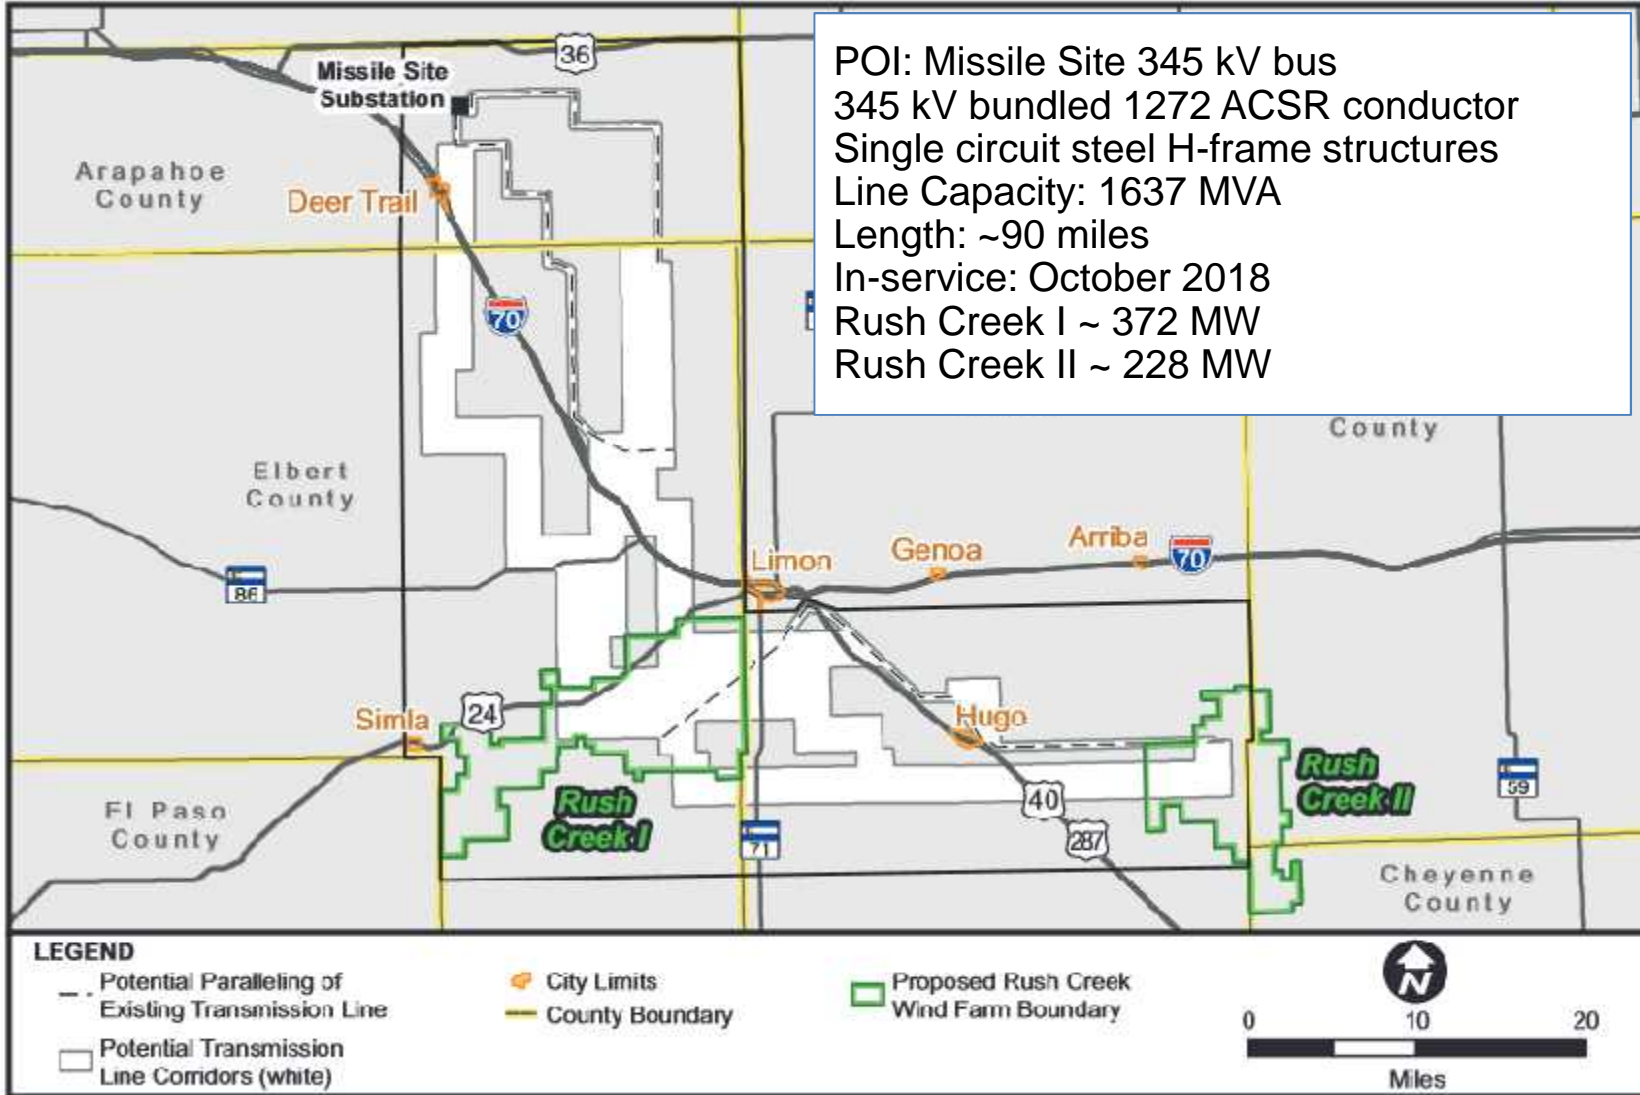 POI: Missile Site 345 kV bus
345 kV bundled 1272 ACSR conductor
Single circuit steel H-frame structures
Line Capacity: 1637 MVA
Length: ~90 miles
In-service: October 2018
Rush Creek I ~ 372 MW
Rush Creek II ~ 228 MW
36
Missile Site
Substation
Arapahoe
County
Deer Trail
70
County
Elbert
County
Limon
Genoa
Arriba
70
86
Simla
24
Hugo
Rush
Creek II
59
40
El Paso
County
Rush
Creek I
71
287
Cheyenne
County
LEGEND
Potential Paralleling of
Existing Transmission Line
Potential Transmission
Line Corridors (white)
City Limits
County Boundary
Proposed Rush Creek
Wind Farm Boundary
N
0 10 20
Miles